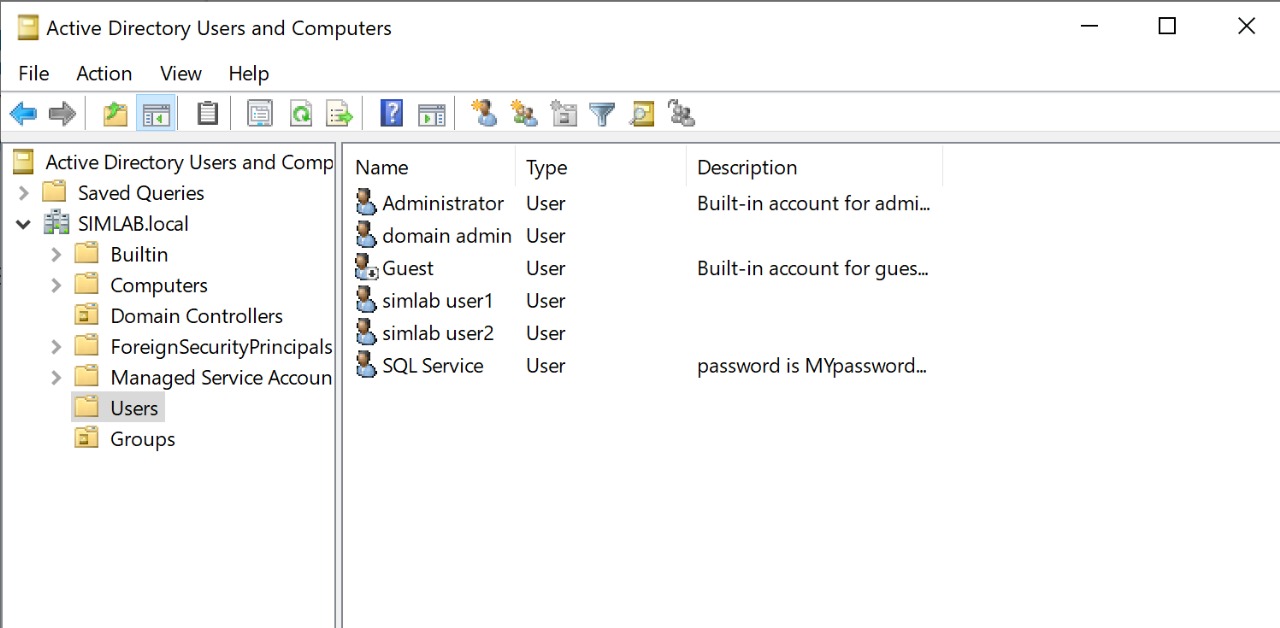 Active Directory Users and Computers
File Action View Help
Active Directory Users and Comp
Saved Queries
SIMLAB.local
Builtin
Computers
Domain Controllers
ForeignSecurityPrincipals
Managed Service Accoun
Users
Groups
Name Type Description
Administrator User Built-in account for admi...
domain admin User
Guest User Built-in account for gues...
simlab user1 User
simlab user2 User
SQL Service User password is MYpassword...